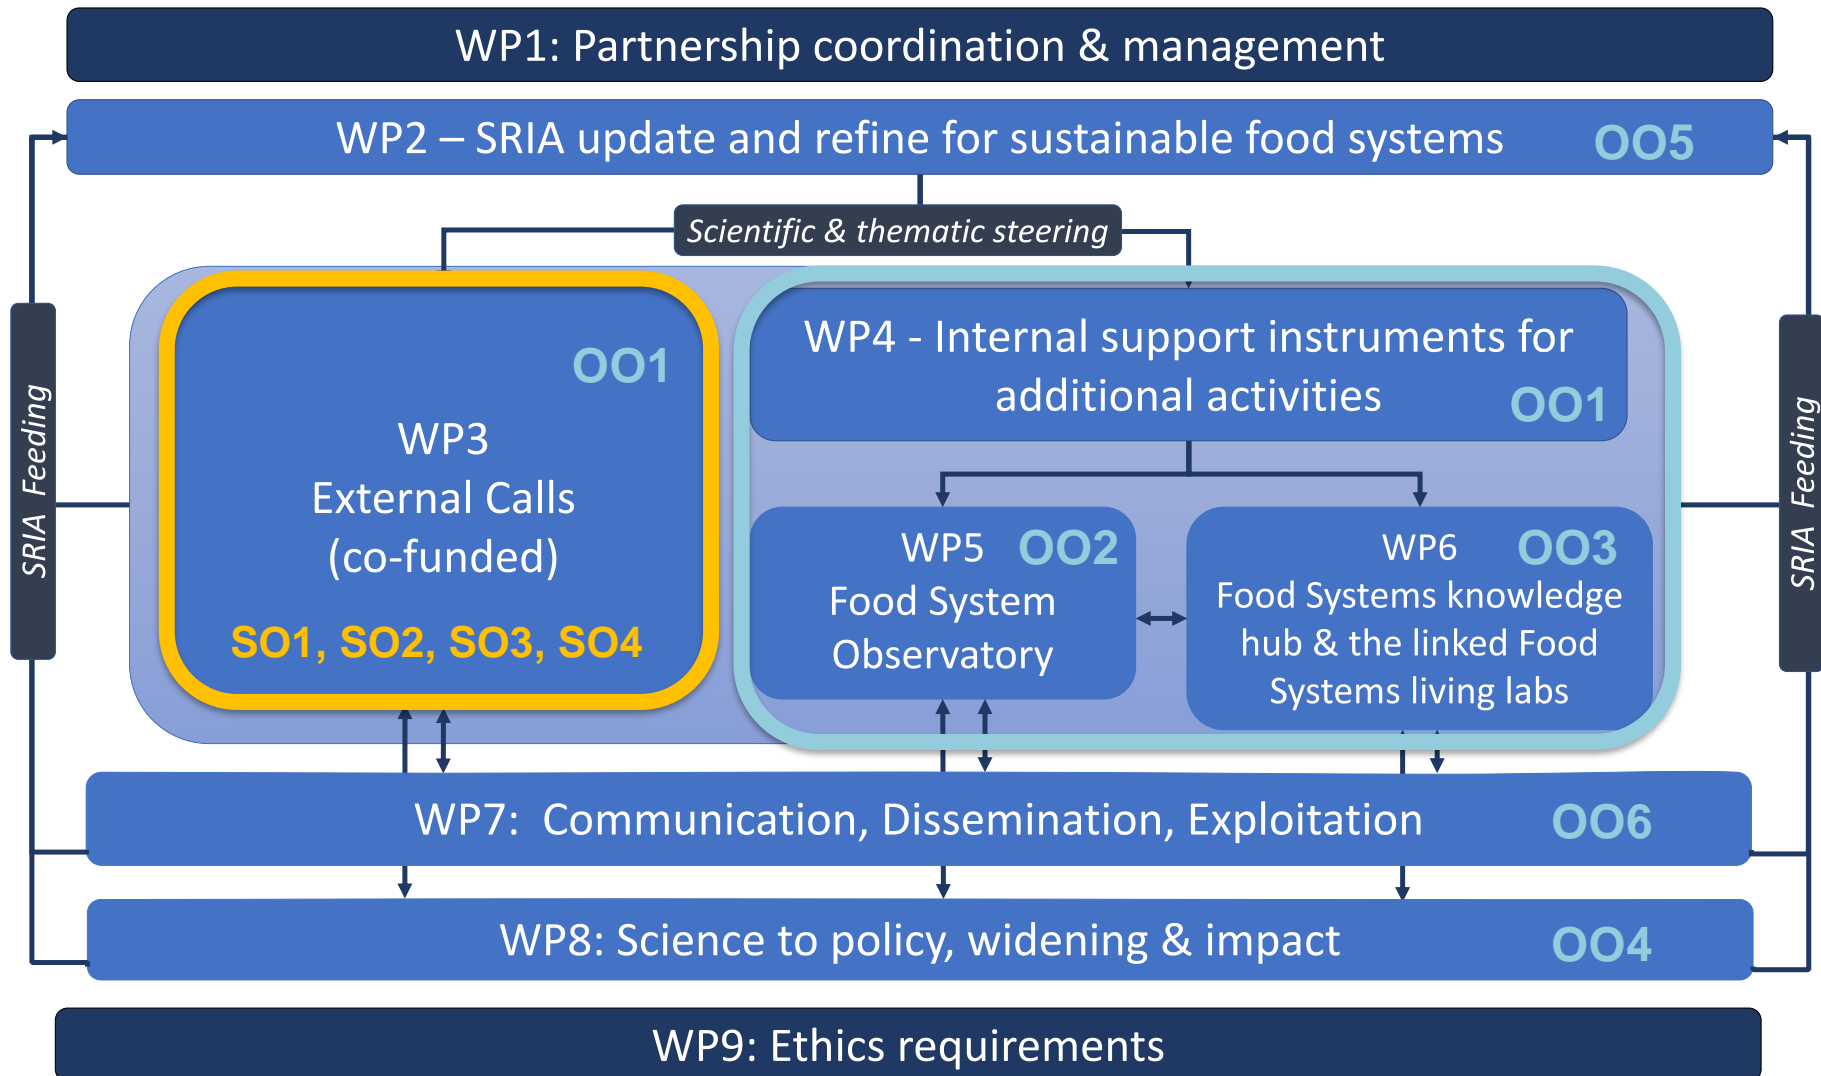 WP1: Partnership coordination & management
WP2 – SRIA update and refine for sustainable food systems OO5
Scientific & thematic steering
SRIA Feeding
OO1
WP3
External Calls
(co-funded)
SO1, SO2, SO3, SO4
WP4 - Internal support instruments for
additional activities OO1
WP5 OO2
Food System
Observatory
WP6 OO3
Food Systems knowledge
hub & the linked Food
Systems living labs
SRIA Feeding
WP7: Communication, Dissemination, Exploitation OO6
WP8: Science to policy, widening & impact OO4
WP9: Ethics requirements